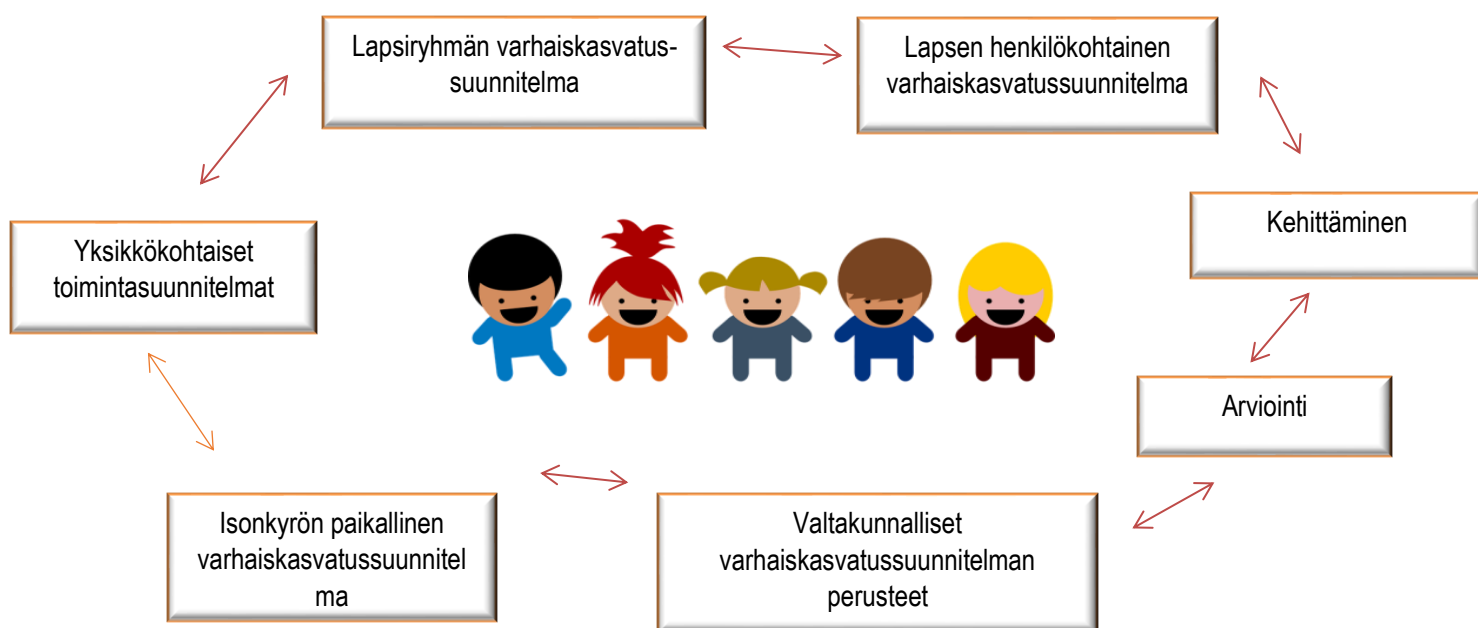 Lapsiryhmän varhaiskasvatus-
suunnitelma
Lapsen henkilökohtainen
varhaiskasvatussuunnitelma
Yksikkökohtaiset
toimintasuunnitelmat
Kehittäminen
Arviointi
Isonkyrön paikallinen
varhaiskasvatussuunnitel
ma
Valtakunnalliset
varhaiskasvatussuunnitelman
perusteet